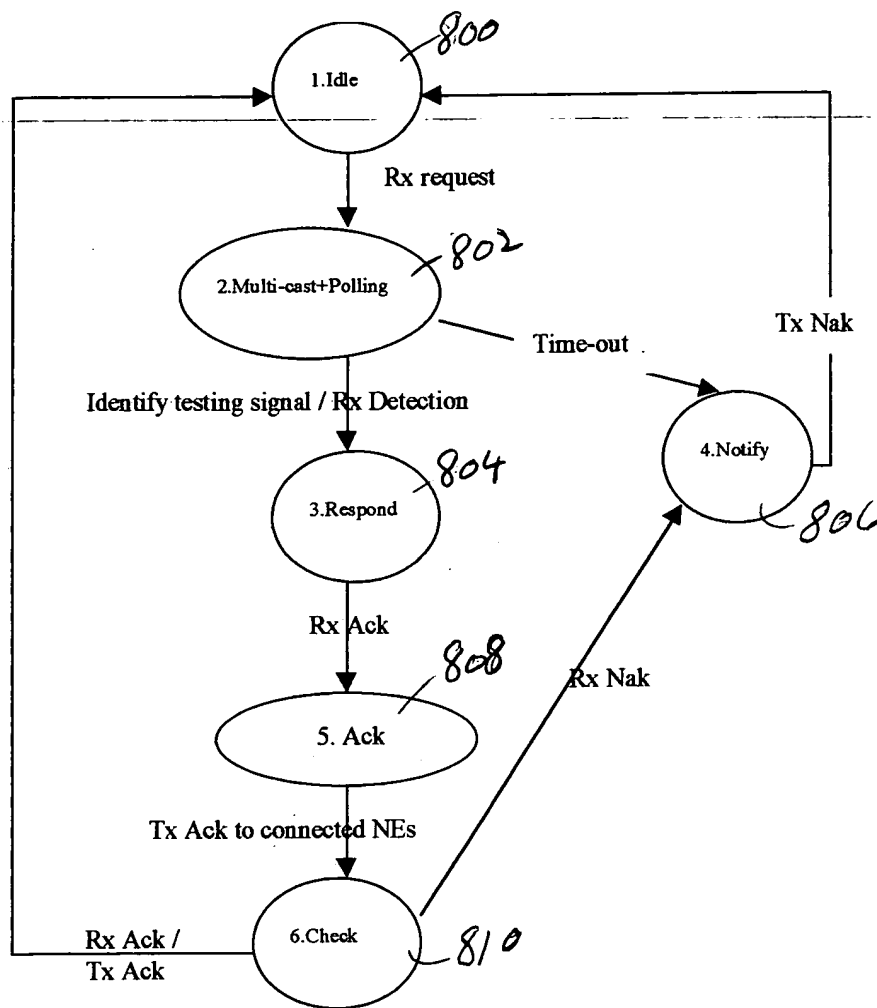 800
1.Idle
Rx request
802
2.Multi-cast+Polling
Tx Nak
Time-out
Identify testing signal / Rx Detection
804
4.Notify
3.Respond
806
Rx Ack
808
Rx Nak
5. Ack
Tx Ack to connected NEs
6.Check
Rx Ack /
Tx Ack
810